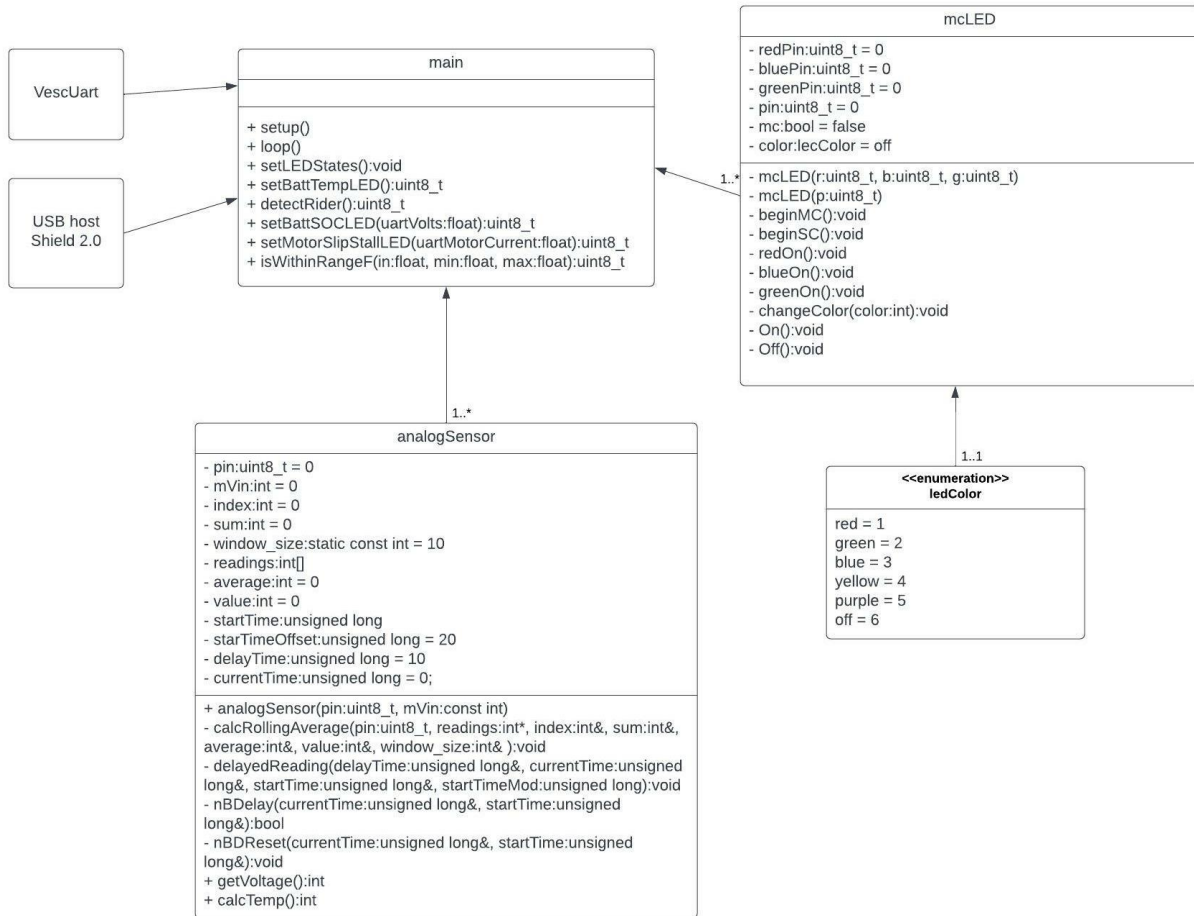 VescUart
USB host
Shield 2.0
main
+ setup()
+ loop()
+ setLEDStates():void
+ setBattTempLED():uint8_t
+ detectRider():uint8_t
+ setBattSOCLED(uartVolts:float):uint8_t
+ setMotorSlipStallLED(uartMotorCurrent:float):uint8_t
+ isWithinRangeF(in:float, min:float, max:float):uint8_t
mcLED
- redPin:uint8_t = 0
- bluePin:uint8_t = 0
- greenPin:uint8_t = 0
- pin:uint8_t = 0
- mc:bool = false
- color:lecColor = off
- mcLED(r:uint8_t, b:uint8_t, g:uint8_t)
- mcLED(p:uint8_t)
- beginMC():void
- beginSC():void
- redOn():void
- blueOn():void
- greenOn():void
- changeColor(color:int):void
- On():void
- Off():void
1..*
1..*
analogSensor
- pin:uint8_t = 0
- mVin:int = 0
- index:int = 0
- sum:int = 0
- window_size:static const int = 10
- readings:int[]
- average:int = 0
- value:int = 0
- startTime:unsigned long
- starTimeOffset:unsigned long = 20
- delayTime:unsigned long = 10
- currentTime:unsigned long = 0;
+ analogSensor(pin:uint8_t, mVin:const int)
- calcRollingAverage(pin:uint8_t, readings:int*, index:int&, sum:int&,
average:int&, value:int&, window_size:int& ):void
- delayedReading(delayTime:unsigned long&, currentTime:unsigned
long&, startTime:unsigned long&, startTimeMod:unsigned long):void
- nBDelay(currentTime:unsigned long&, startTime:unsigned
long&):bool
- nBDReset(currentTime:unsigned long&, startTime:unsigned
long&):void
+ getVoltage():int
+ calcTemp():int
1..1
<<enumeration>>
ledColor
red = 1
green = 2
blue = 3
yellow = 4
purple = 5
off = 6